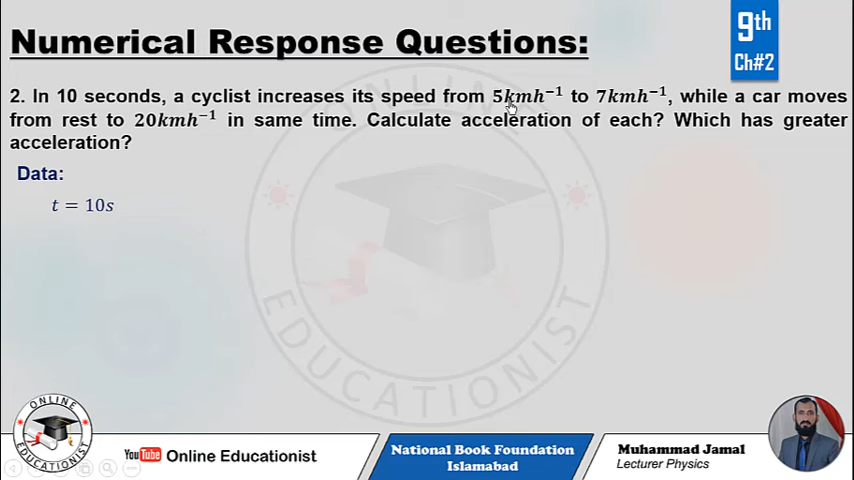 Numerical Response Questions:
9th
Ch#2
2. In 10 seconds, a cyclist increases its speed from 5kmh⁻¹ to 7kmh⁻¹, while a car moves
from rest to 20kmh⁻¹ in same time. Calculate acceleration of each? Which has greater
acceleration?
Data:
t = 10s
ONLINE
EDUCATIONIST
ONLINE
EDUCATIONIST
YouTube Online Educationist
National Book Foundation
Islamabad
Muhammad Jamal
Lecturer Physics